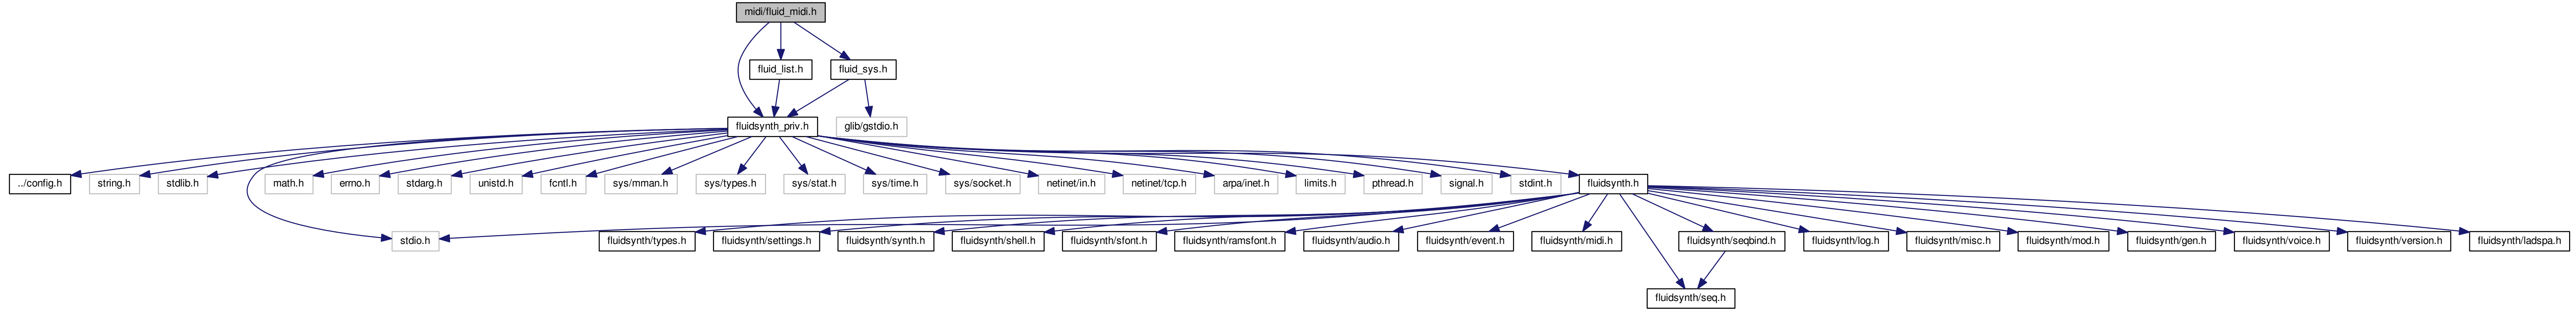 midi/fluid_midi.h
fluid_list.h
fluid_sys.h
fluidsynth_priv.h
glib/gstdio.h
../config.h
string.h
stdlib.h
math.h
errno.h
stdarg.h
unistd.h
fcntl.h
sys/mman.h
sys/types.h
sys/stat.h
sys/time.h
sys/socket.h
netinet/in.h
netinet/tcp.h
arpa/inet.h
limits.h
pthread.h
signal.h
stdint.h
fluidsynth.h
stdio.h
fluidsynth/types.h
fluidsynth/settings.h
fluidsynth/synth.h
fluidsynth/shell.h
fluidsynth/sfont.h
fluidsynth/ramsfont.h
fluidsynth/audio.h
fluidsynth/event.h
fluidsynth/midi.h
fluidsynth/seqbind.h
fluidsynth/log.h
fluidsynth/misc.h
fluidsynth/mod.h
fluidsynth/gen.h
fluidsynth/voice.h
fluidsynth/version.h
fluidsynth/ladspa.h
fluidsynth/seq.h